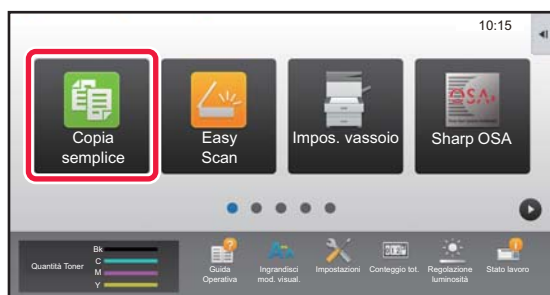 10:15
Copia
semplice
Easy
Scan
Impos. vassoio
OSA
Sharp OSA
Quantità Toner
Bk
C
M
Y
Guida
Operativa
Ingrandisci
mod. visual.
Impostazioni
Conteggio tot.
Regolazione
luminosità
Stato lavoro